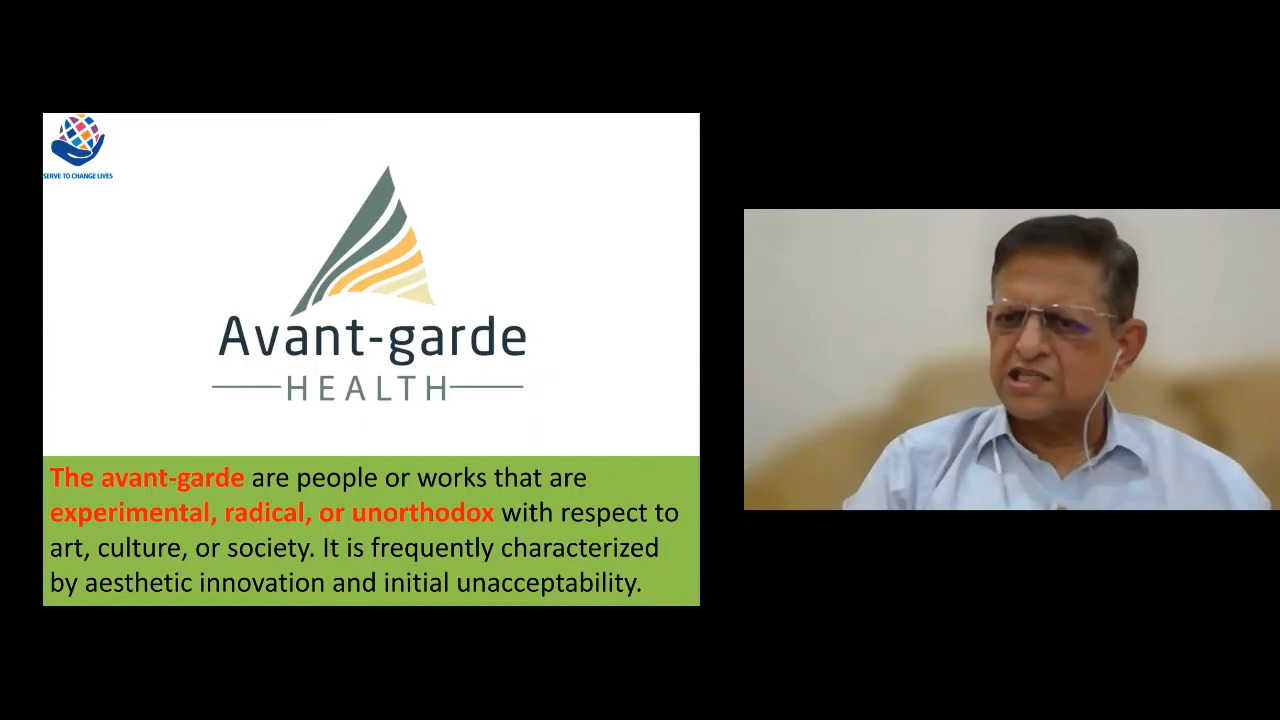 SERVE TO CHANGE LIVES
Avant-garde
HEALTH
The avant-garde are people or works that are
experimental, radical, or unorthodox with respect to
art, culture, or society. It is frequently characterized
by aesthetic innovation and initial unacceptability.